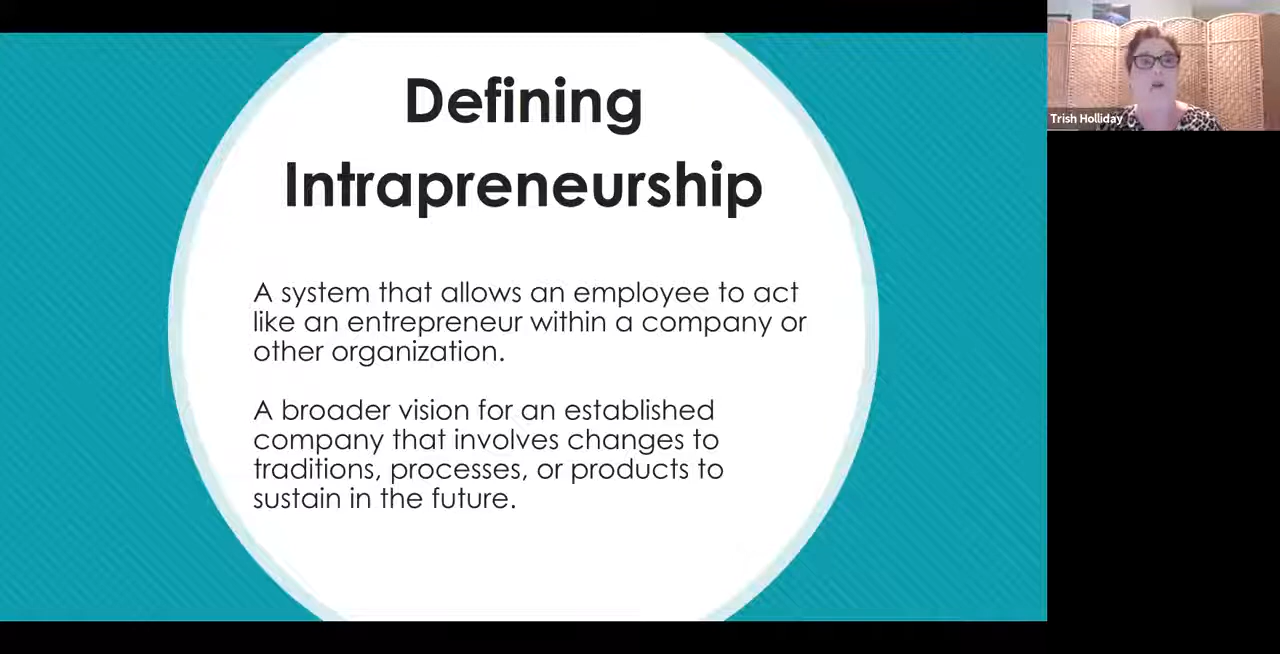 Defining
Intrapreneurship
A system that allows an employee to act
like an entrepreneur within a company or
other organization.
A broader vision for an established
company that involves changes to
traditions, processes, or products to
sustain in the future.
Trish Holliday